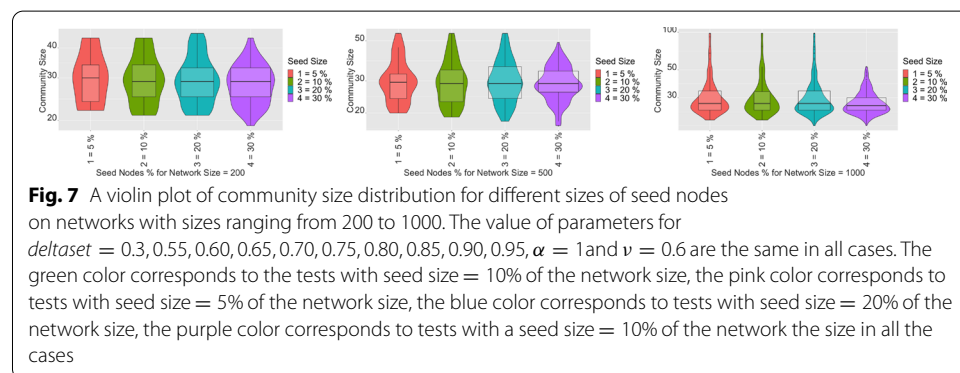 Community Size
40
30
20
1 = 5 %
2 = 10 %
3 = 20 %
4 = 30 %
Seed Nodes % for Network Size = 200
Seed Size
1 = 5 %
2 = 10 %
3 = 20 %
4 = 30 %
Community Size
50
30
20
1 = 5 %
2 = 10 %
3 = 20 %
4 = 30 %
Seed Nodes % for Network Size = 500
Seed Size
1 = 5 %
2 = 10 %
3 = 20 %
4 = 30 %
Community Size
100
30
1 = 5 %
2 = 10 %
3 = 20 %
4 = 30 %
Seed Nodes % for Network Size = 1000
Seed Size
1 = 5 %
2 = 10 %
3 = 20 %
4 = 30 %
Fig. 7 A violin plot of community size distribution for different sizes of seed nodes
on networks with sizes ranging from 200 to 1000. The value of parameters for
deltaset = 0.3, 0.55, 0.60, 0.65, 0.70, 0.75, 0.80, 0.85, 0.90, 0.95, α = 1and ν = 0.6 are the same in all cases. The
green color corresponds to the tests with seed size = 10% of the network size, the pink color corresponds to
tests with seed size = 5% of the network size, the blue color corresponds to tests with seed size = 20% of the
network size, the purple color corresponds to tests with a seed size = 10% of the network the size in all the
cases